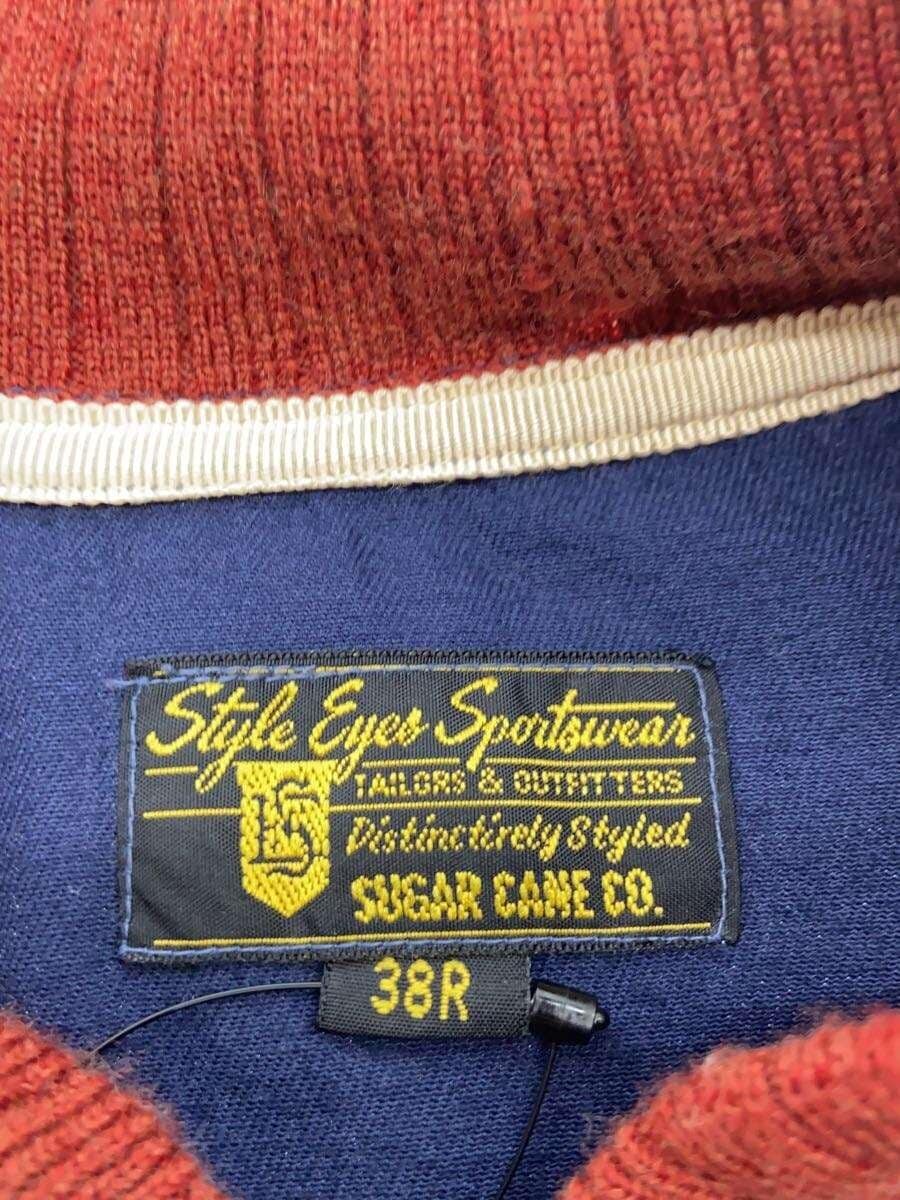 Style Eyes Sportswear
TAILORS & OUTFITTERS
Distinctively Styled
SUGAR CANE CO.
38R